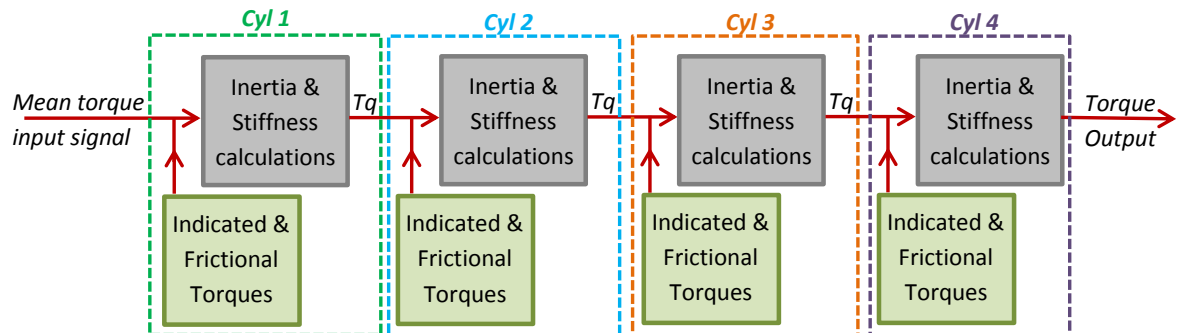 Cyl 1
Cyl 2
Cyl 3
Cyl 4
Mean torque
input signal
Inertia &
Stiffness
calculations
Tq
Inertia &
Stiffness
calculations
Tq
Inertia &
Stiffness
calculations
Tq
Inertia &
Stiffness
calculations
Torque
Output
Indicated &
Frictional
Torques
Indicated &
Frictional
Torques
Indicated &
Frictional
Torques
Indicated &
Frictional
Torques